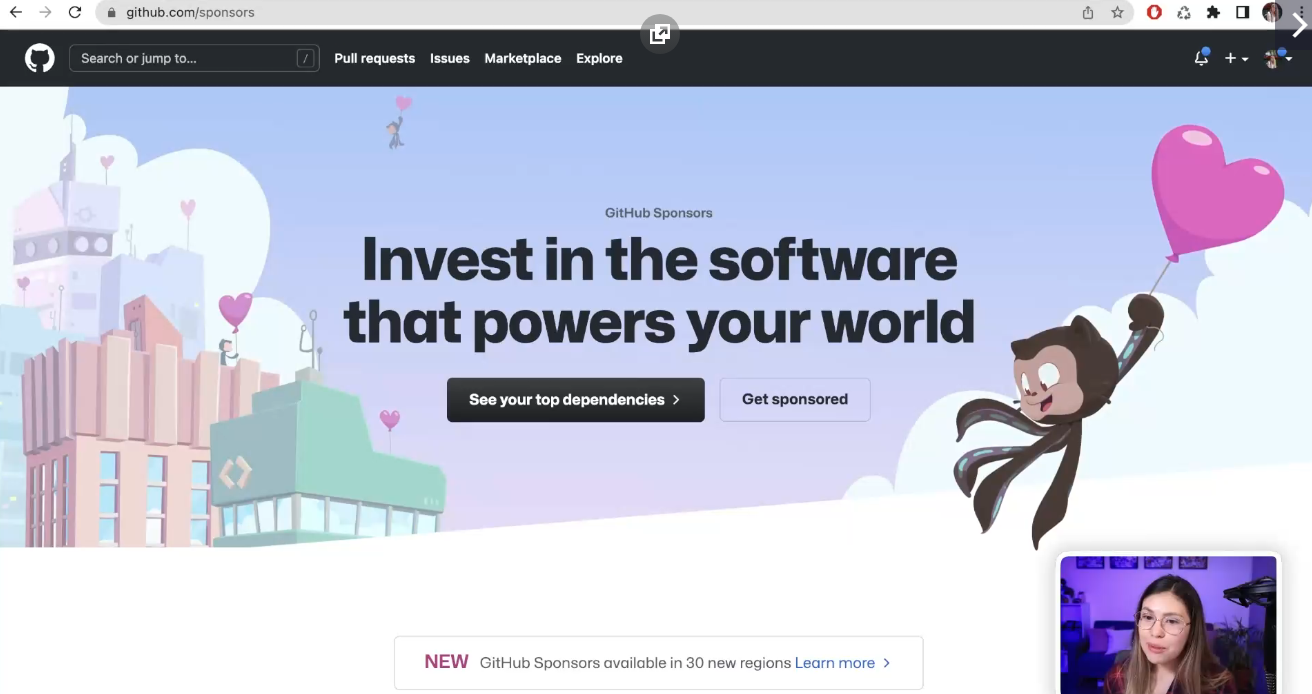 github.com/sponsors
Search or jump to... /
Pull requests Issues Marketplace Explore
GitHub Sponsors
Invest in the software
that powers your world
See your top dependencies
Get sponsored
NEW GitHub Sponsors available in 30 new regions Learn more